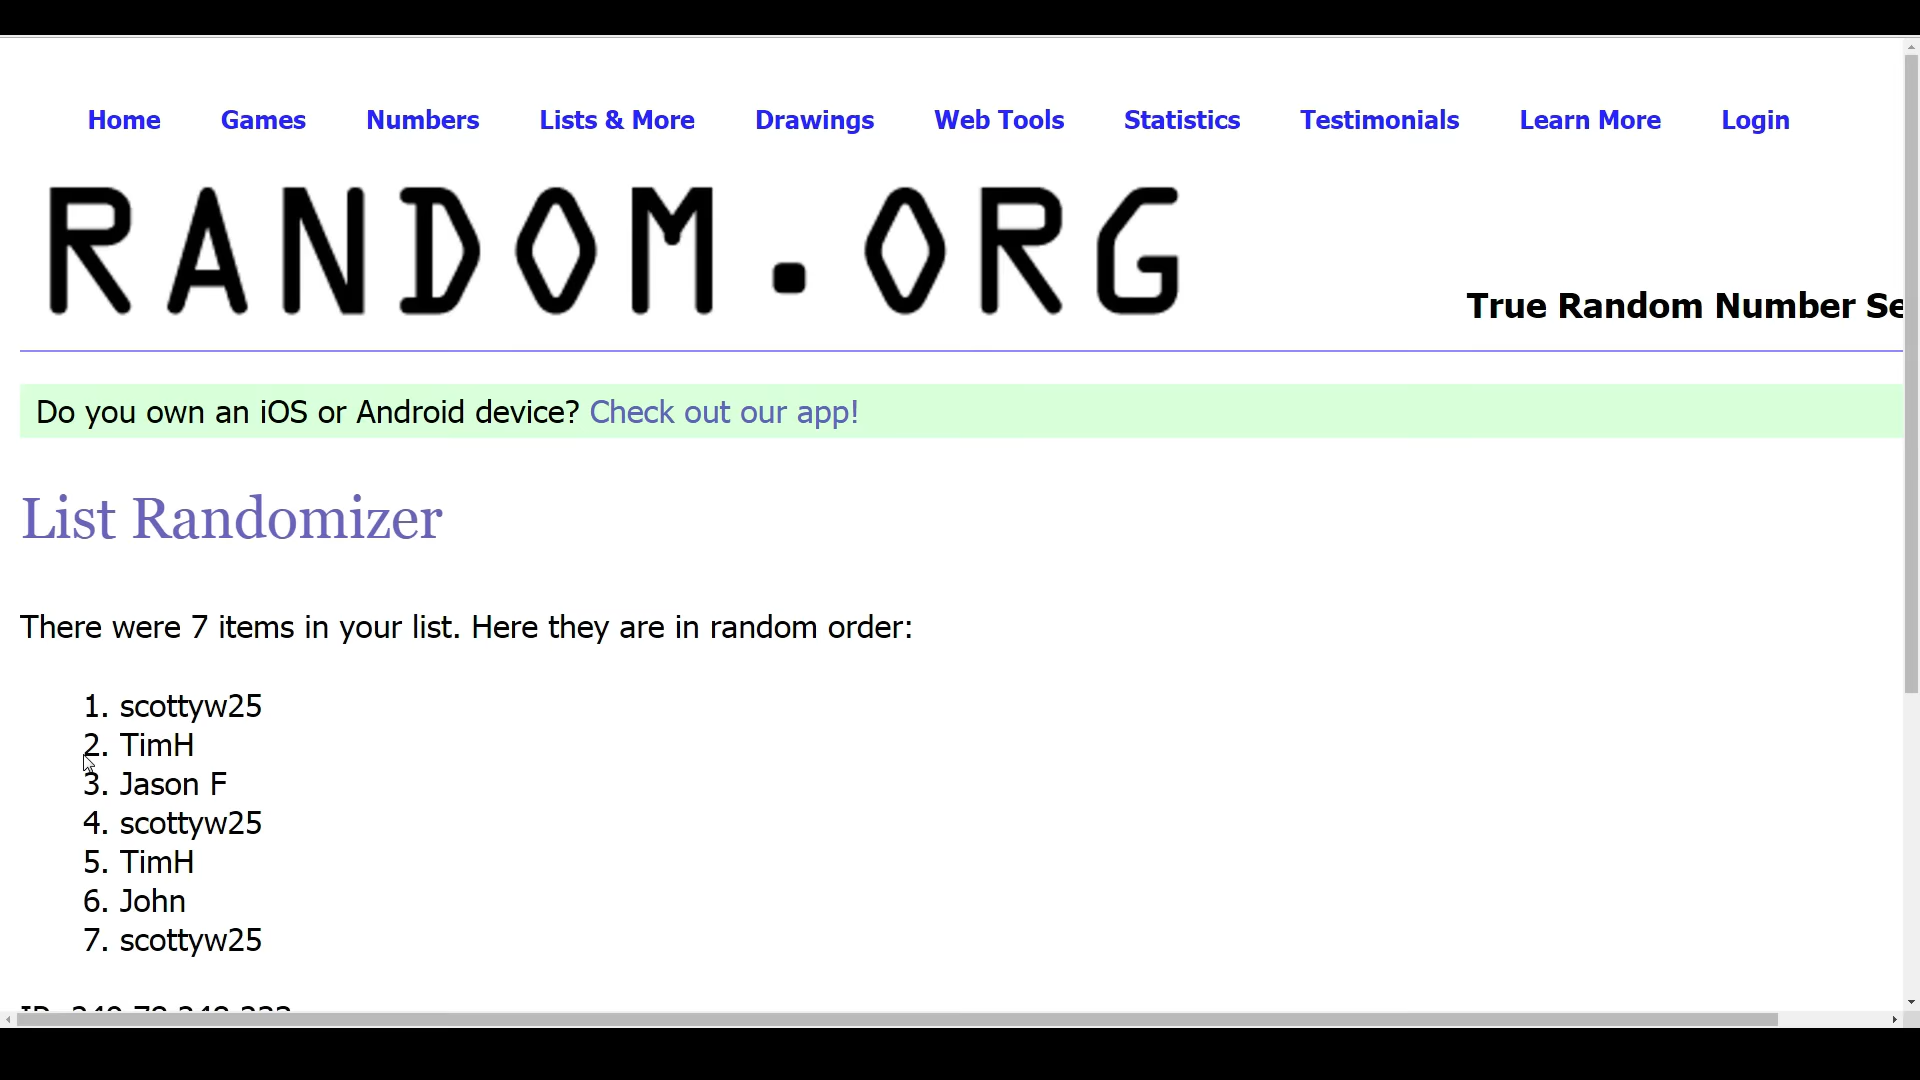 Home Games Numbers Lists & More Drawings Web Tools Statistics Testimonials Learn More Login
RANDOM.ORG
True Random Number Se
Do you own an iOS or Android device? Check out our app!
List Randomizer
There were 7 items in your list. Here they are in random order:
1. scottyw25
2. TimH
3. Jason F
4. scottyw25
5. TimH
6. John
7. scottyw25